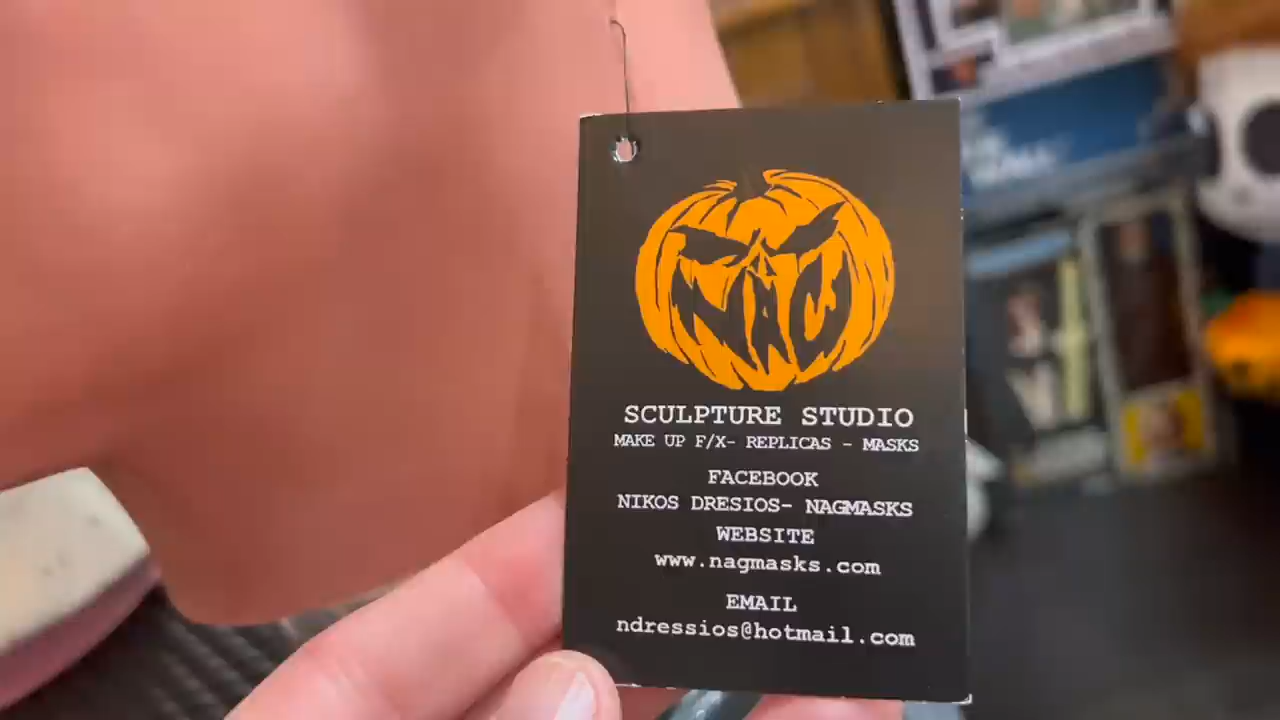 NAG
SCULPTURE STUDIO
MAKE UP F/X- REPLICAS - MASKS
FACEBOOK
NIKOS DRESIOS- NAGMASKS
WEBSITE
www.nagmasks.com
EMAIL
ndressios@hotmail.com